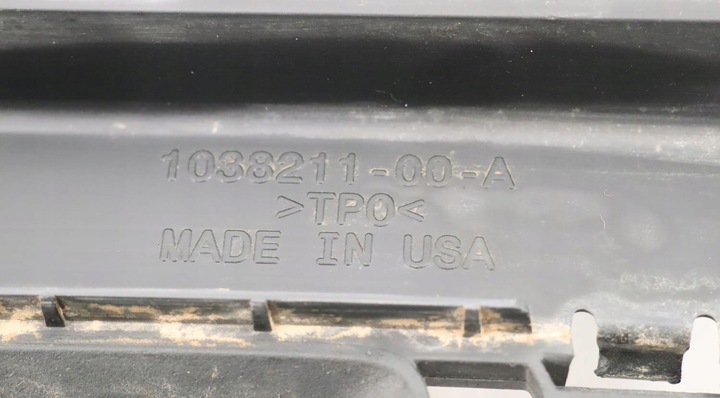 1038211-00-A
>TPO<
MADE IN USA